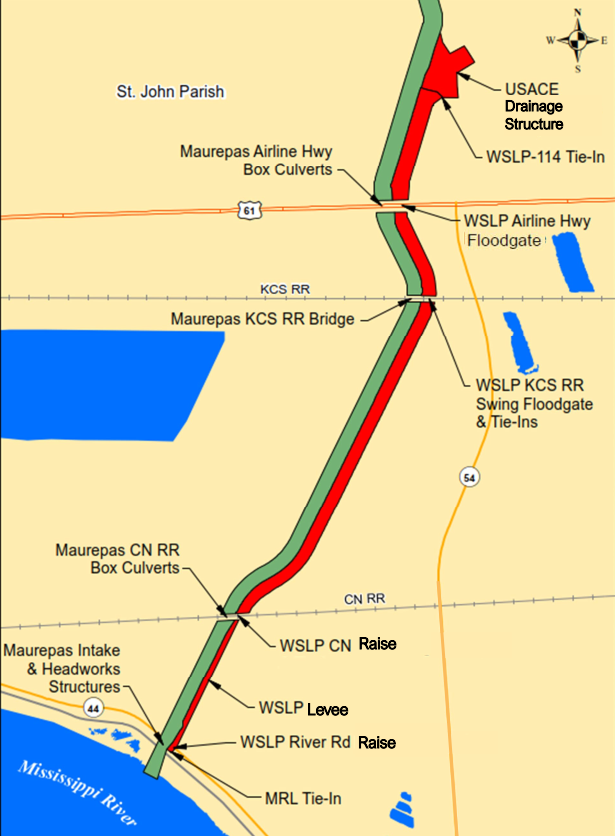 N
W E
S
St. John Parish
USACE
Drainage
Structure
Maurepas Airline Hwy
Box Culverts
WSLP-114 Tie-In
61
WSLP Airline Hwy
Floodgate
KCS RR
Maurepas KCS RR Bridge
WSLP KCS RR
Swing Floodgate
& Tie-Ins
54
Maurepas CN RR
Box Culverts
CN RR
WSLP CN Raise
Maurepas Intake
& Headworks
Structures
44
WSLP Levee
WSLP River Rd Raise
Mississippi River
MRL Tie-In